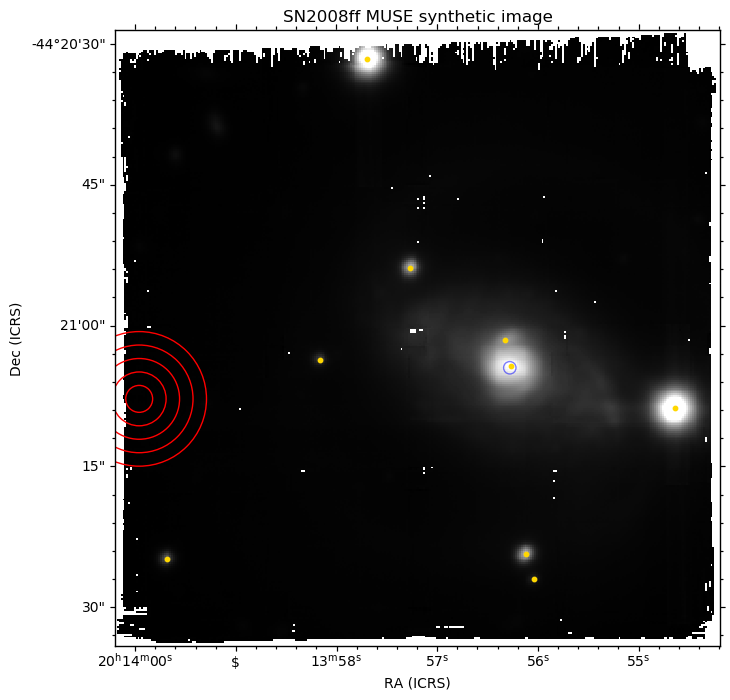 SN2008ff MUSE synthetic image
-44°20'30"
45"
21'00"
15"
30"
Dec (ICRS)
20ʰ14ᵐ00ˢ $ 13ᵐ58ˢ 57ˢ 56ˢ 55ˢ
RA (ICRS)